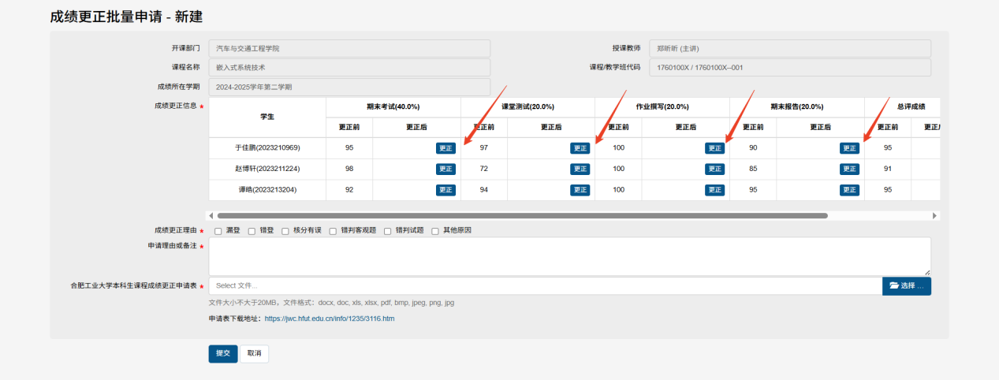 成绩更正批量申请 - 新建
开课部门 汽车与交通工程学院 授课教师 郑昕昕 (主讲)
课程名称 嵌入式系统技术 课程/教学班代码 1760100X / 1760100X--001
成绩所在学期 2024-2025学年第二学期
成绩更正信息 * 学生 期末考试(40.0%) 课堂测试(20.0%) 作业撰写(20.0%) 期末报告(20.0%) 总评成绩
更正前 更正后 更正前 更正后 更正前 更正后 更正前 更正后 更正前
于佳鹏(2023210969) 95 更正 97 更正 100 更正 90 更正 95
赵博轩(2023211224) 98 更正 72 更正 100 更正 85 更正 91
谭皓(2023213204) 92 更正 94 更正 100 更正 95 更正 95
成绩更正理由 * 漏登 错登 核分有误 错判客观题 错判试题 其他原因
申请理由或备注 *
合肥工业大学本科生课程成绩更正申请表 * Select 文件... 选择 ...
文件大小不大于20MB，文件格式：docx, doc, xls, xlsx, pdf, bmp, jpeg, png, jpg
申请表下载地址：https://jwc.hfut.edu.cn/info/1235/3116.htm
提交 取消